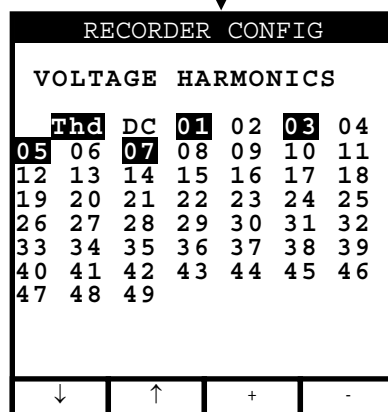 RECORDER CONFIG
VOLTAGE HARMONICS
Thd DC 01 02 03 04
05 06 07 08 09 10 11
12 13 14 15 16 17 18
19 20 21 22 23 24 25
26 27 28 29 30 31 32
33 34 35 36 37 38 39
40 41 42 43 44 45 46
47 48 49
↓ ↑ + -